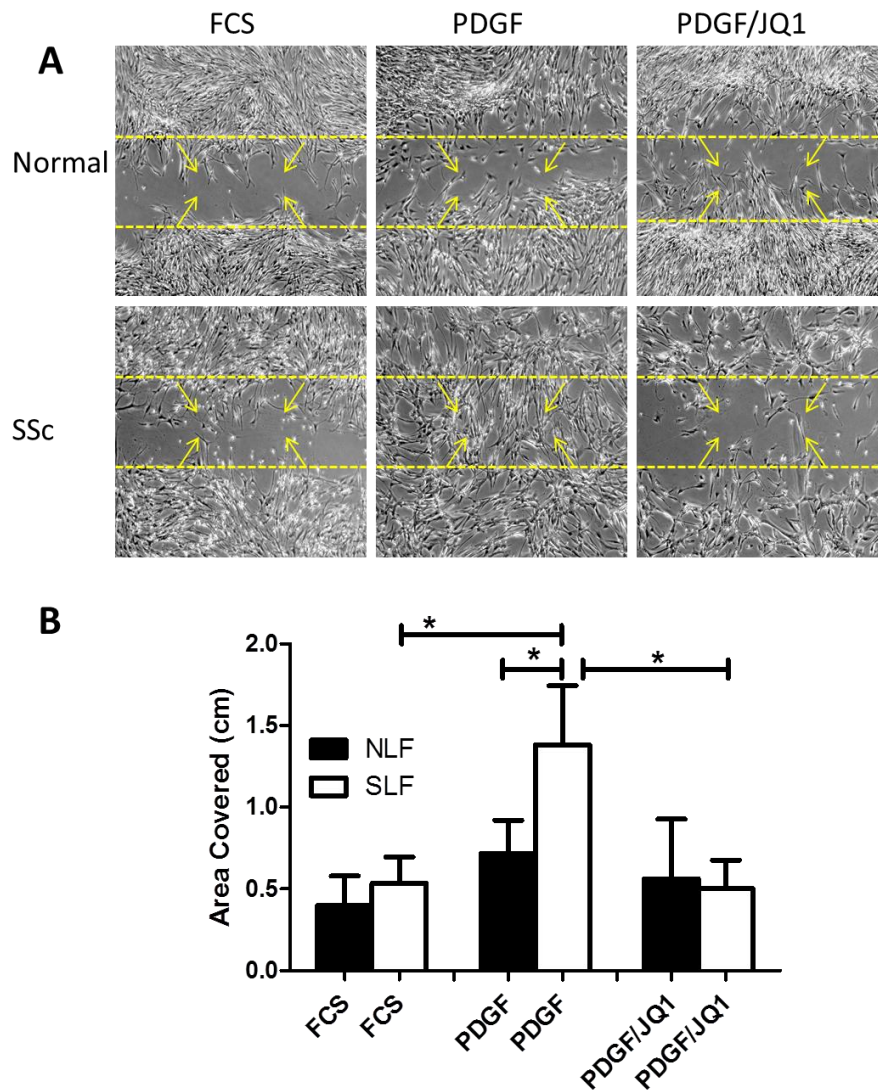 FCS PDGF PDGF/JQ1
A
Normal
SSc
B
*
* *
2.0
1.5
1.0
0.5
0.0
Area Covered (cm)
NLF
SLF
FCS FCS PDGF PDGF PDGF/JQ1 PDGF/JQ1